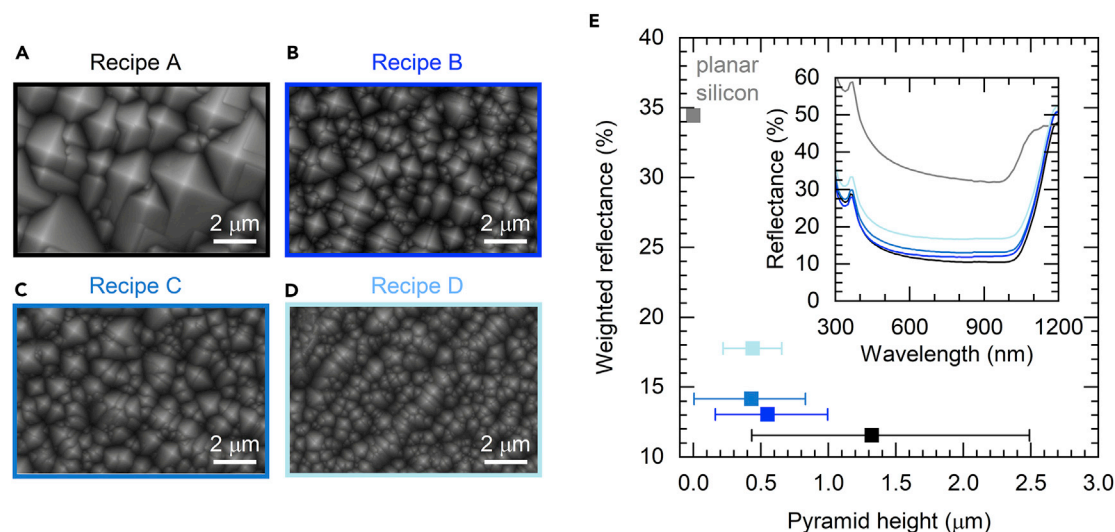 A
Recipe A
2 μm
B
Recipe B
2 μm
C
Recipe C
2 μm
D
Recipe D
2 μm
E
Weighted reflectance (%)
40
35
30
25
20
15
10
planar
silicon
Reflectance (%)
60
50
40
30
20
10
0
300 600 900 1200
Wavelength (nm)
0.0 0.5 1.0 1.5 2.0 2.5 3.0
Pyramid height (μm)